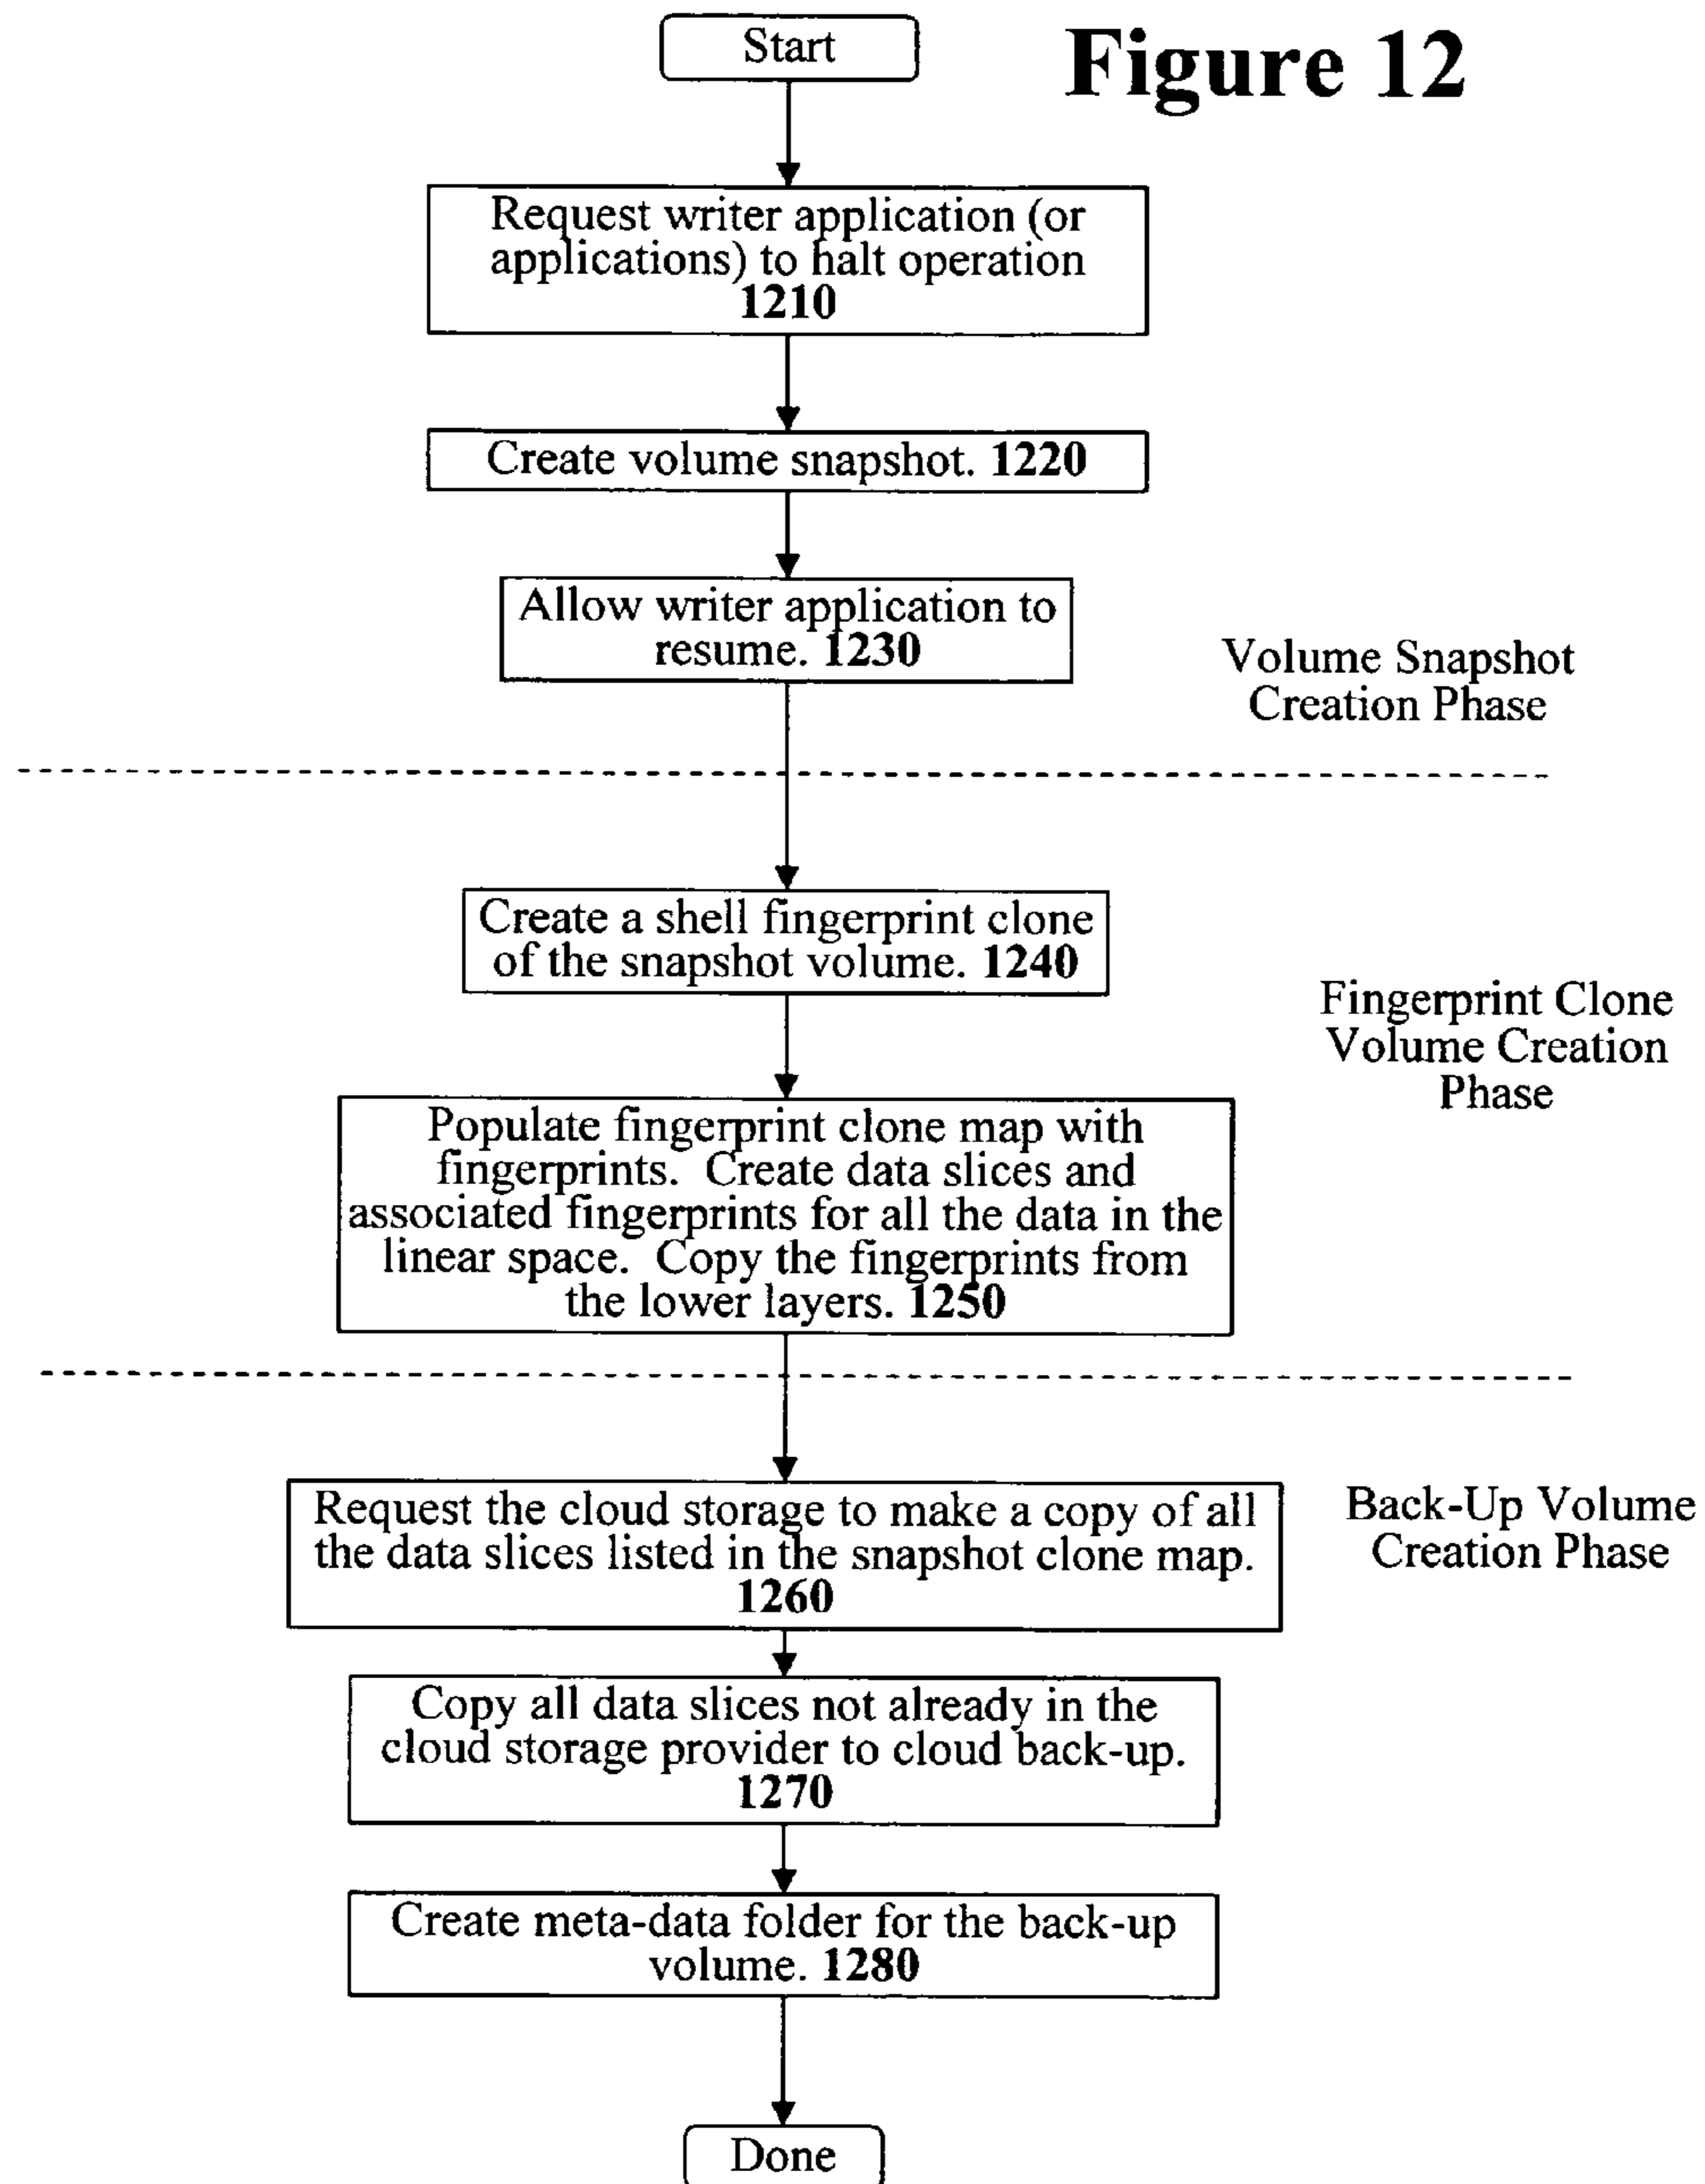 Start
Figure 12
Request writer application (or
applications) to halt operation
1210
Create volume snapshot. 1220
Allow writer application to
resume. 1230
Volume Snapshot
Creation Phase
Create a shell fingerprint clone
of the snapshot volume. 1240
Fingerprint Clone
Volume Creation
Phase
Populate fingerprint clone map with
fingerprints. Create data slices and
associated fingerprints for all the data in the
linear space. Copy the fingerprints from
the lower layers. 1250
Request the cloud storage to make a copy of all
the data slices listed in the snapshot clone map.
1260
Back-Up Volume
Creation Phase
Copy all data slices not already in the
cloud storage provider to cloud back-up.
1270
Create meta-data folder for the back-up
volume. 1280
Done